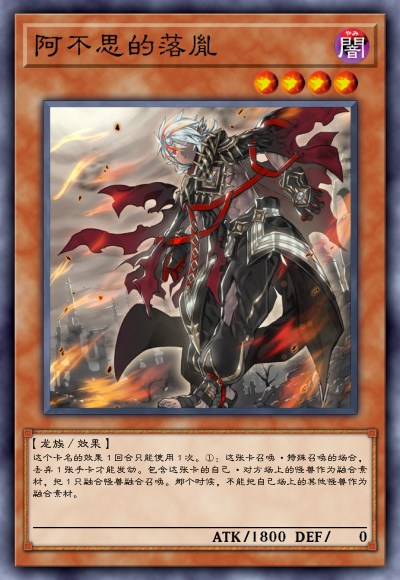 阿不思的落胤
やみ
闇
【龙族／效果】
这个卡名的效果1回合只能使用1次。①：这张卡召唤·特殊召唤的场合，
丢弃1张手卡才能发动。包含这张卡的自己·对方场上的怪兽作为融合素
材，把1只融合怪兽融合召唤。那个时候，不能把自己场上的其他怪兽作为
融合素材。
ATK/1800 DEF/ 0